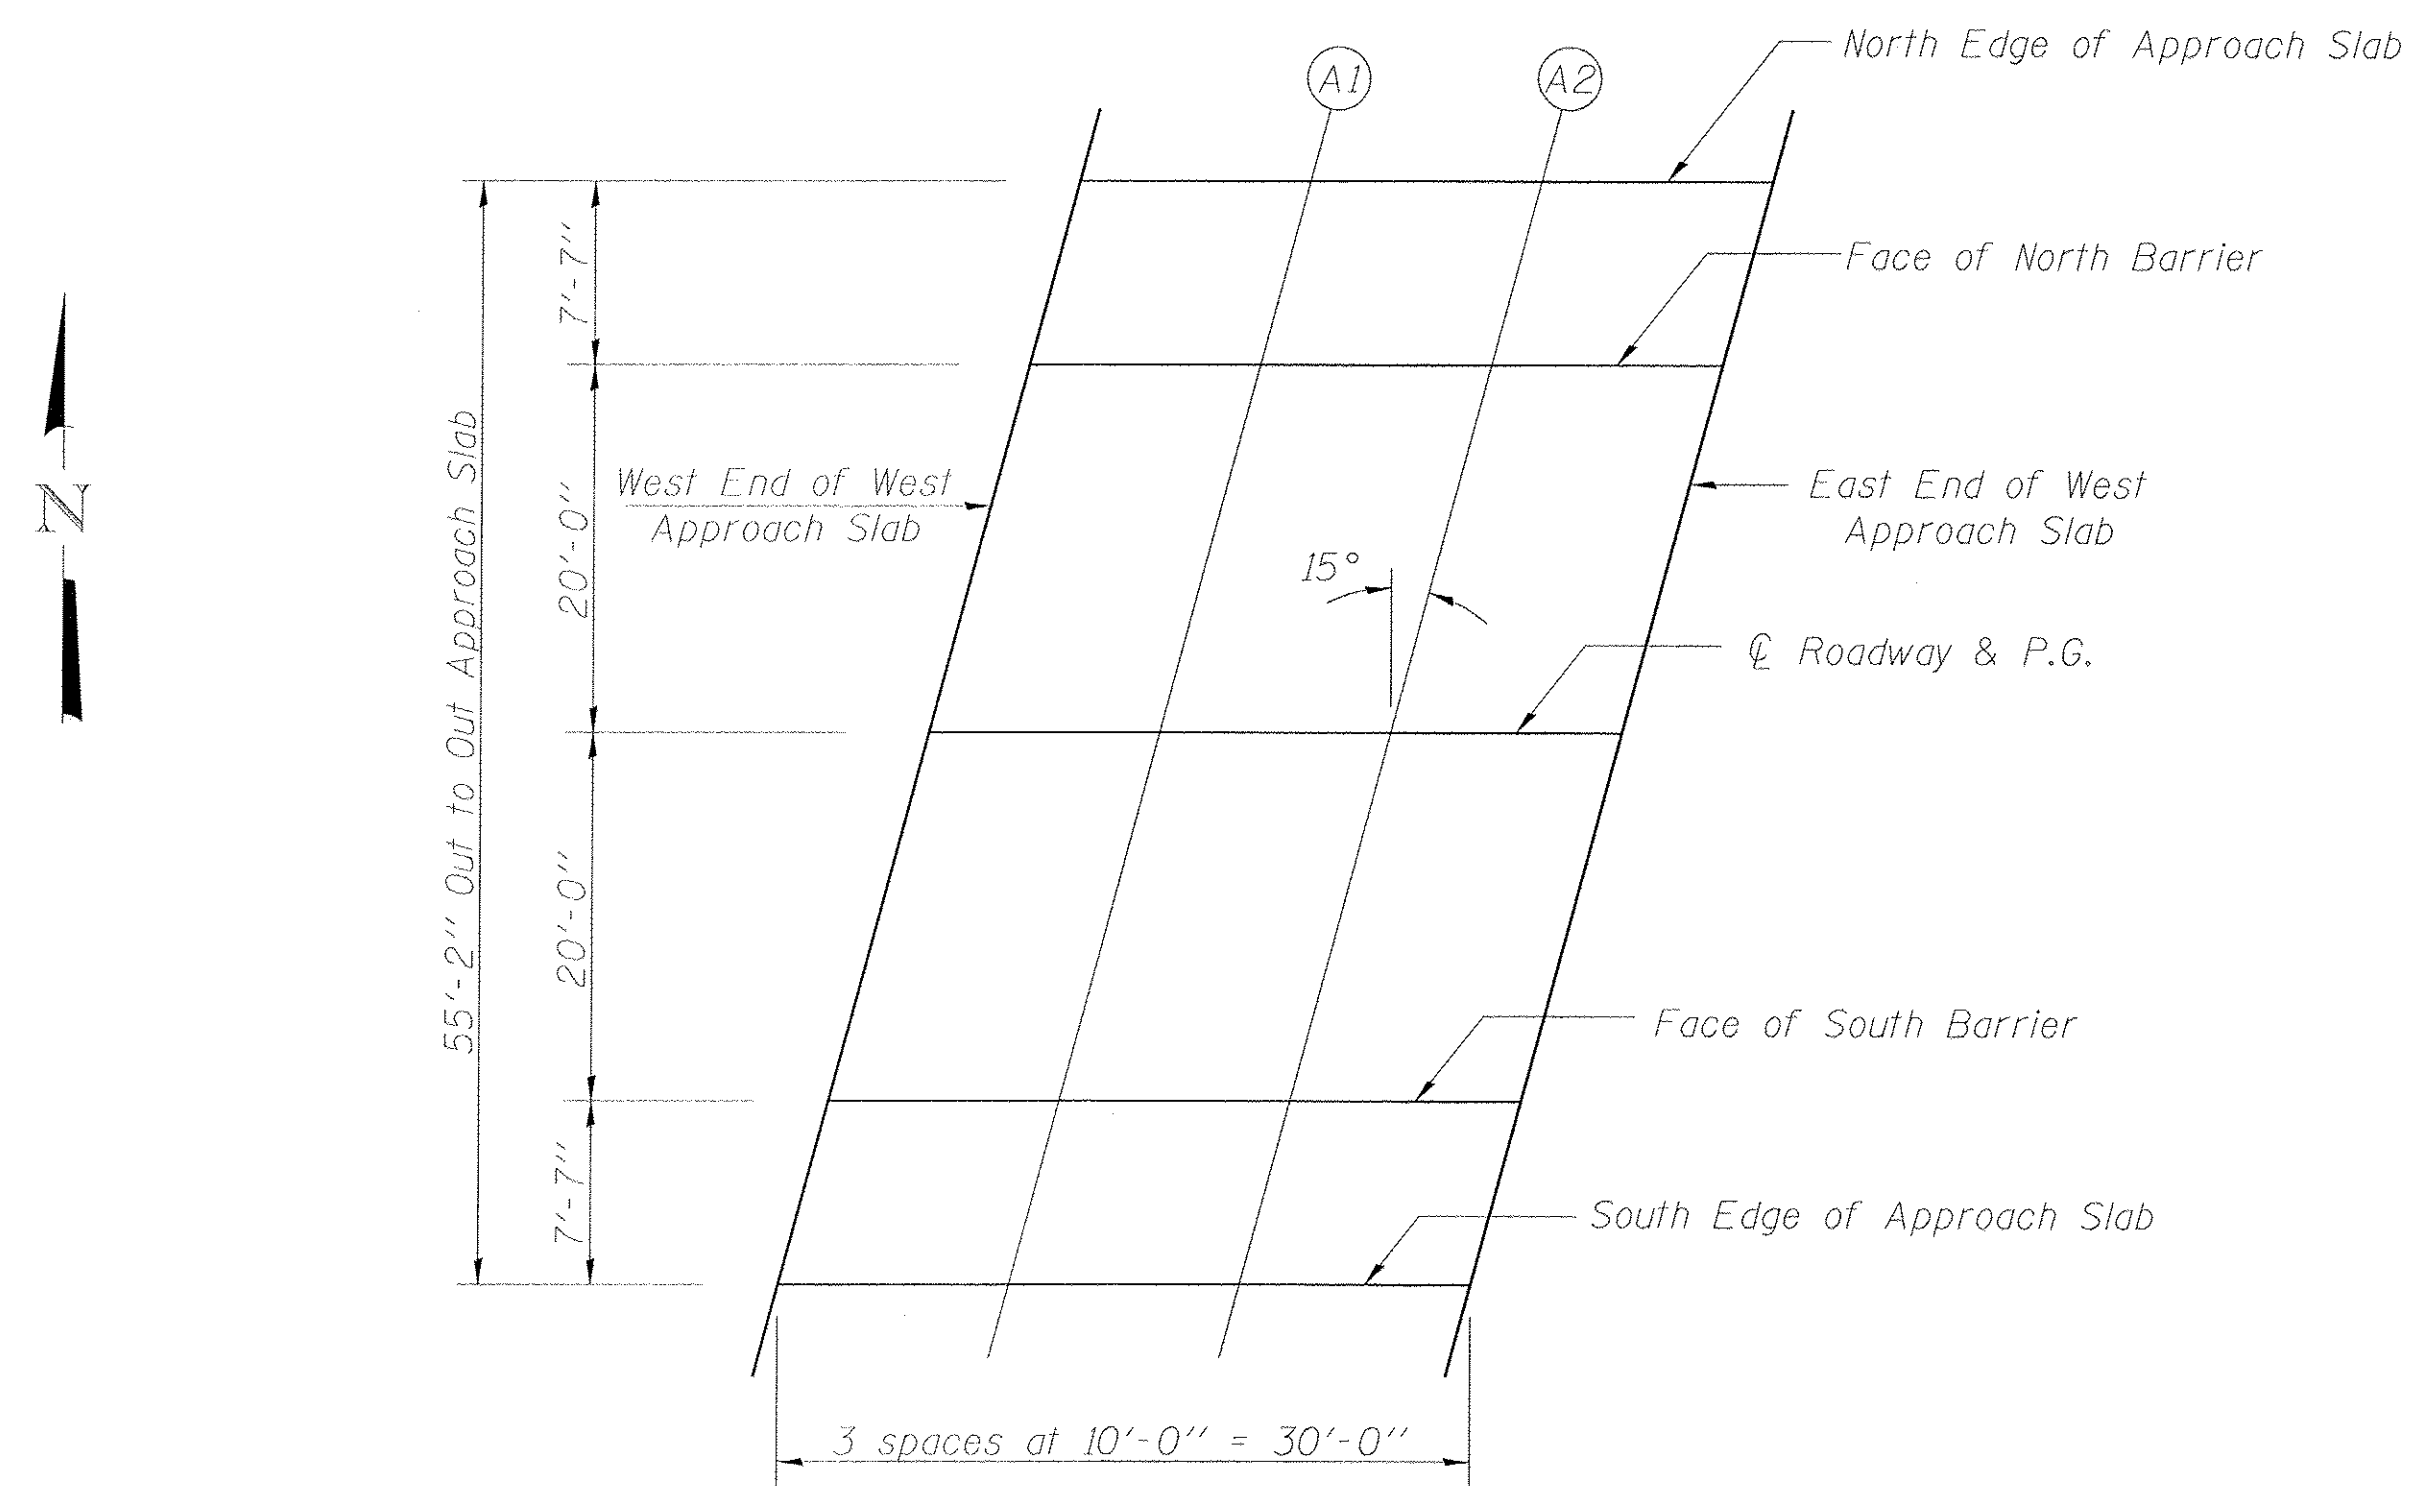 A1
A2
North Edge of Approach Slab
Face of North Barrier
7'-7"
West End of West
Approach Slab
East End of West
Approach Slab
N
20'-0"
15°
55'-2" Out to Out Approach Slab
℄ Roadway & P.G.
20'-0"
Face of South Barrier
7'-7"
South Edge of Approach Slab
3 spaces at 10'-0" = 30'-0"